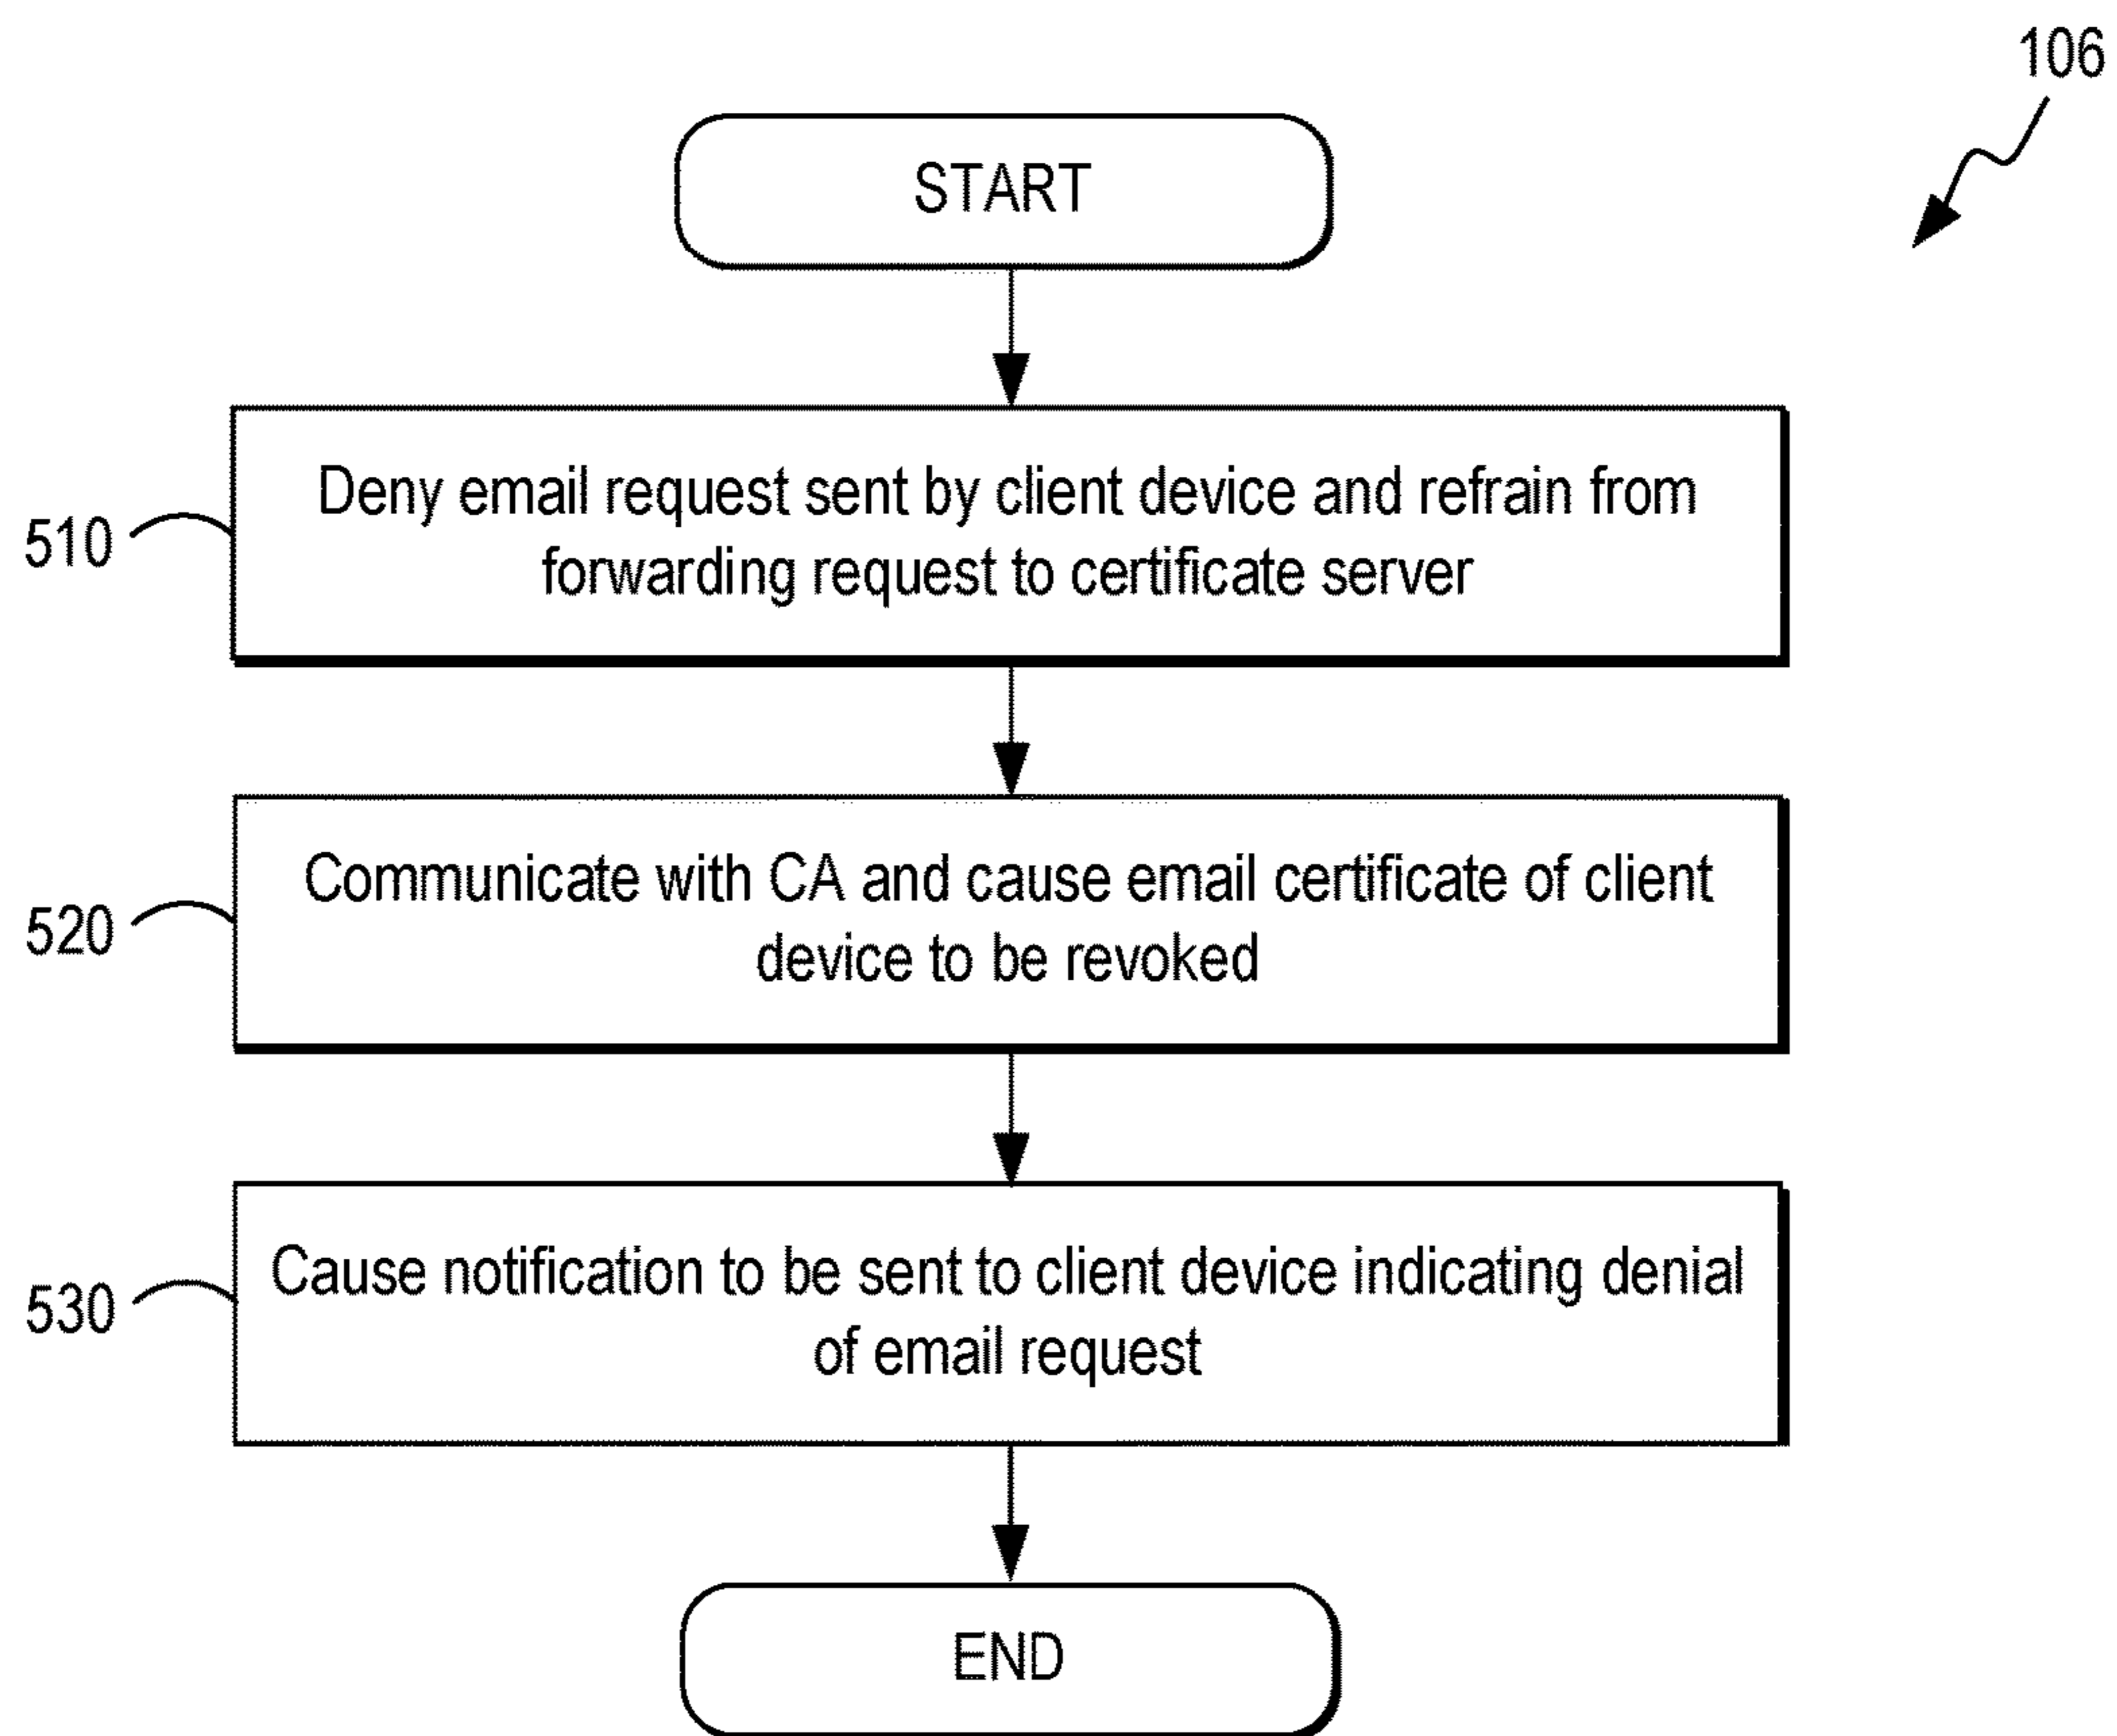 106
START
510
Deny email request sent by client device and refrain from
forwarding request to certificate server
520
Communicate with CA and cause email certificate of client
device to be revoked
530
Cause notification to be sent to client device indicating denial
of email request
END